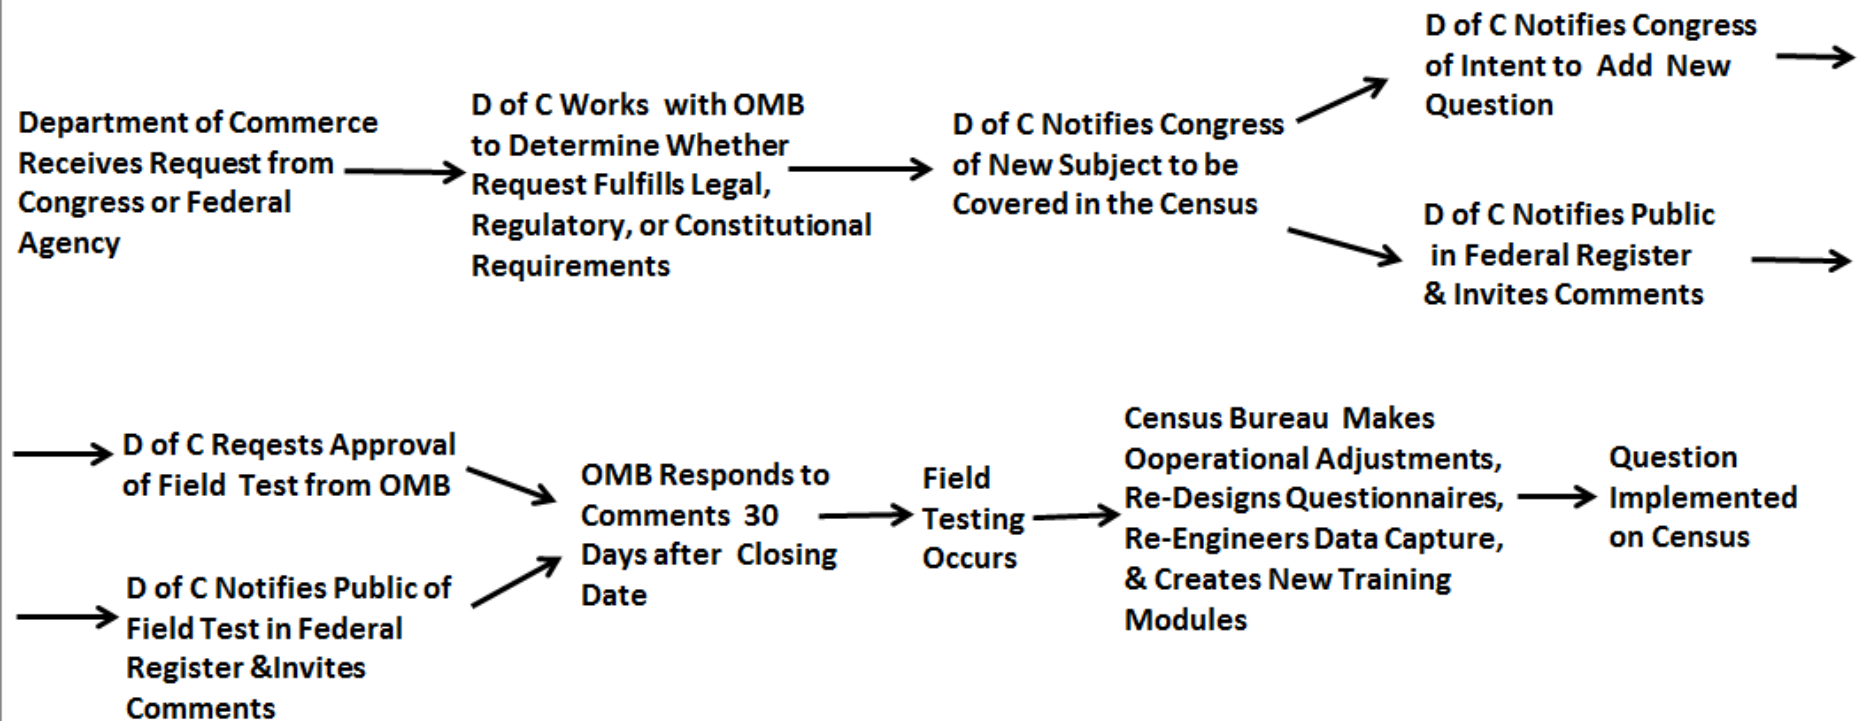 Department of Commerce
Receives Request from
Congress or Federal
Agency
D of C Works with OMB
to Determine Whether
Request Fulfills Legal,
Regulatory, or Constitutional
Requirements
D of C Notifies Congress
of New Subject to be
Covered in the Census
D of C Notifies Congress
of Intent to Add New
Question
D of C Notifies Public
in Federal Register
& Invites Comments
D of C Reqests Approval
of Field Test from OMB
D of C Notifies Public of
Field Test in Federal
Register &Invites
Comments
OMB Responds to
Comments 30
Days after Closing
Date
Field
Testing
Occurs
Census Bureau Makes
Ooperational Adjustments,
Re-Designs Questionnaires,
Re-Engineers Data Capture,
& Creates New Training
Modules
Question
Implemented
on Census